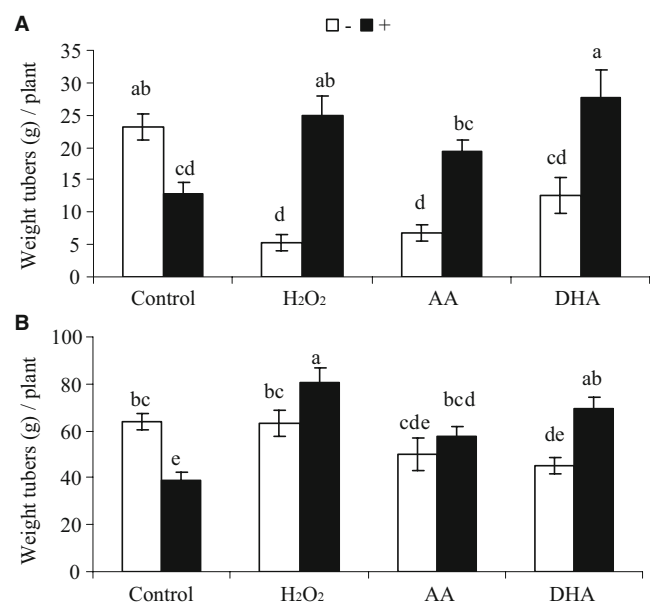 A
- +
Weight tubers (g) / plant
35
30
25
20
15
10
5
0
ab
cd
d
ab
d
bc
cd
a
Control H2O2 AA DHA
B
Weight tubers (g) / plant
100
80
60
40
20
0
bc
e
bc
a
cde
bcd
de
ab
Control H2O2 AA DHA